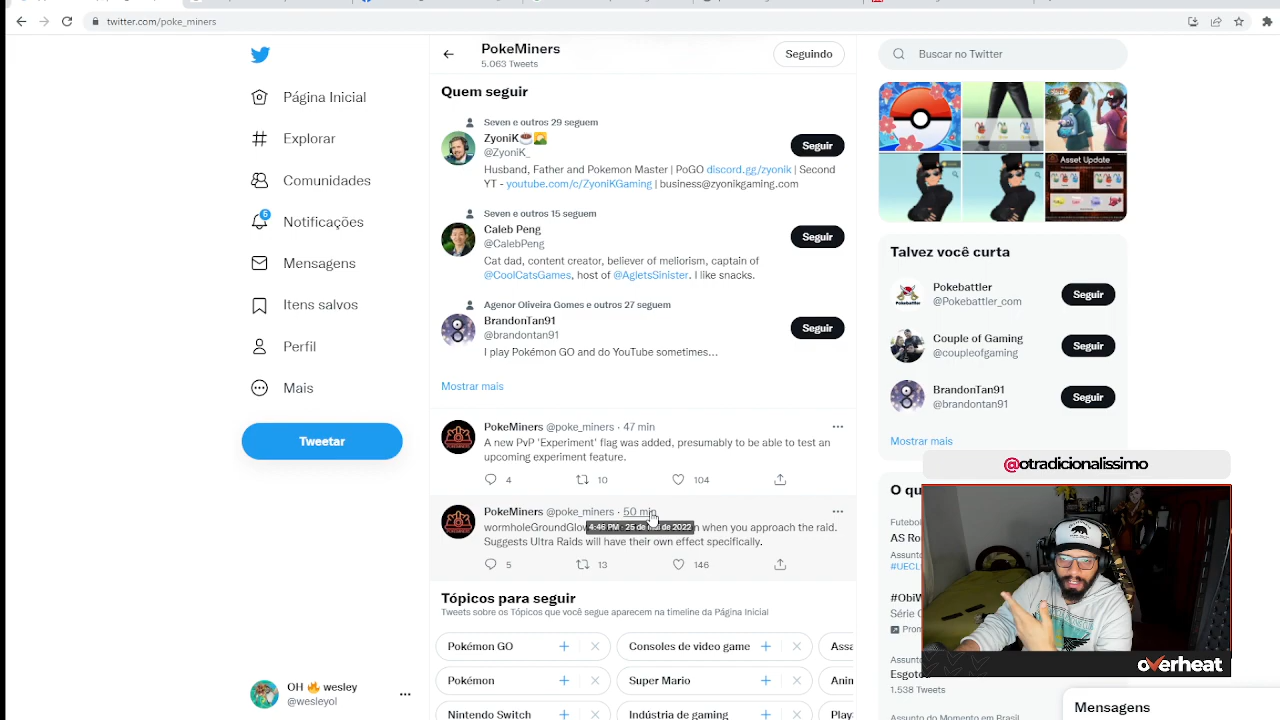 twitter.com/poke_miners
PokeMiners
5.063 Tweets
Seguindo
Buscar no Twitter
Página Inicial
Explorar
Comunidades
6
Notificações
Mensagens
Itens salvos
Perfil
Mais
Tweetar
OH 🔥 wesley
@wesleyol
Quem seguir
Seven e outros 29 seguem
ZyoniK☕🌄
@ZyoniK_
Seguir
Husband, Father and Pokemon Master | PoGO discord.gg/zyonik | Second
YT - youtube.com/c/ZyoniKGaming | business@zyonikgaming.com
Seven e outros 15 seguem
Caleb Peng
@CalebPeng
Seguir
Cat dad, content creator, believer of meliorism, captain of
@CoolCatsGames, host of @AgletsSinister. I like snacks.
Agenor Oliveira Gomes e outros 27 seguem
BrandonTan91
@brandontan91
Seguir
I play Pokémon GO and do YouTube sometimes...
Mostrar mais
PokeMiners @poke_miners · 47 min
A new PvP 'Experiment' flag was added, presumably to be able to test an
upcoming experiment feature.
4 10 104
PokeMiners @poke_miners · 50 min
4:46 PM · 25 de mai de 2022
wormholeGroundGlow when you approach the raid.
Suggests Ultra Raids will have their own effect specifically.
5 13 146
Tópicos para seguir
Tweets sobre os Tópicos que você segue aparecem na timeline da Página Inicial
Pokémon GO
Consoles de video game
Assa
Pokémon
Super Mario
Anim
Nintendo Switch
Indústria de gaming
Play
Asset Update
Talvez você curta
Pokebattler
@Pokebattler_com
Seguir
Couple of Gaming
@coupleofgaming
Seguir
BrandonTan91
@brandontan91
Seguir
Mostrar mais
@otradicionalissimo
O qu
Futebol
AS Ro
Assunto
#UECL
#ObiW
Série
Prom
Assunto
Esgoto
1.538 Tweets
Assunto do Momento em Brasil
overheat
Mensagens